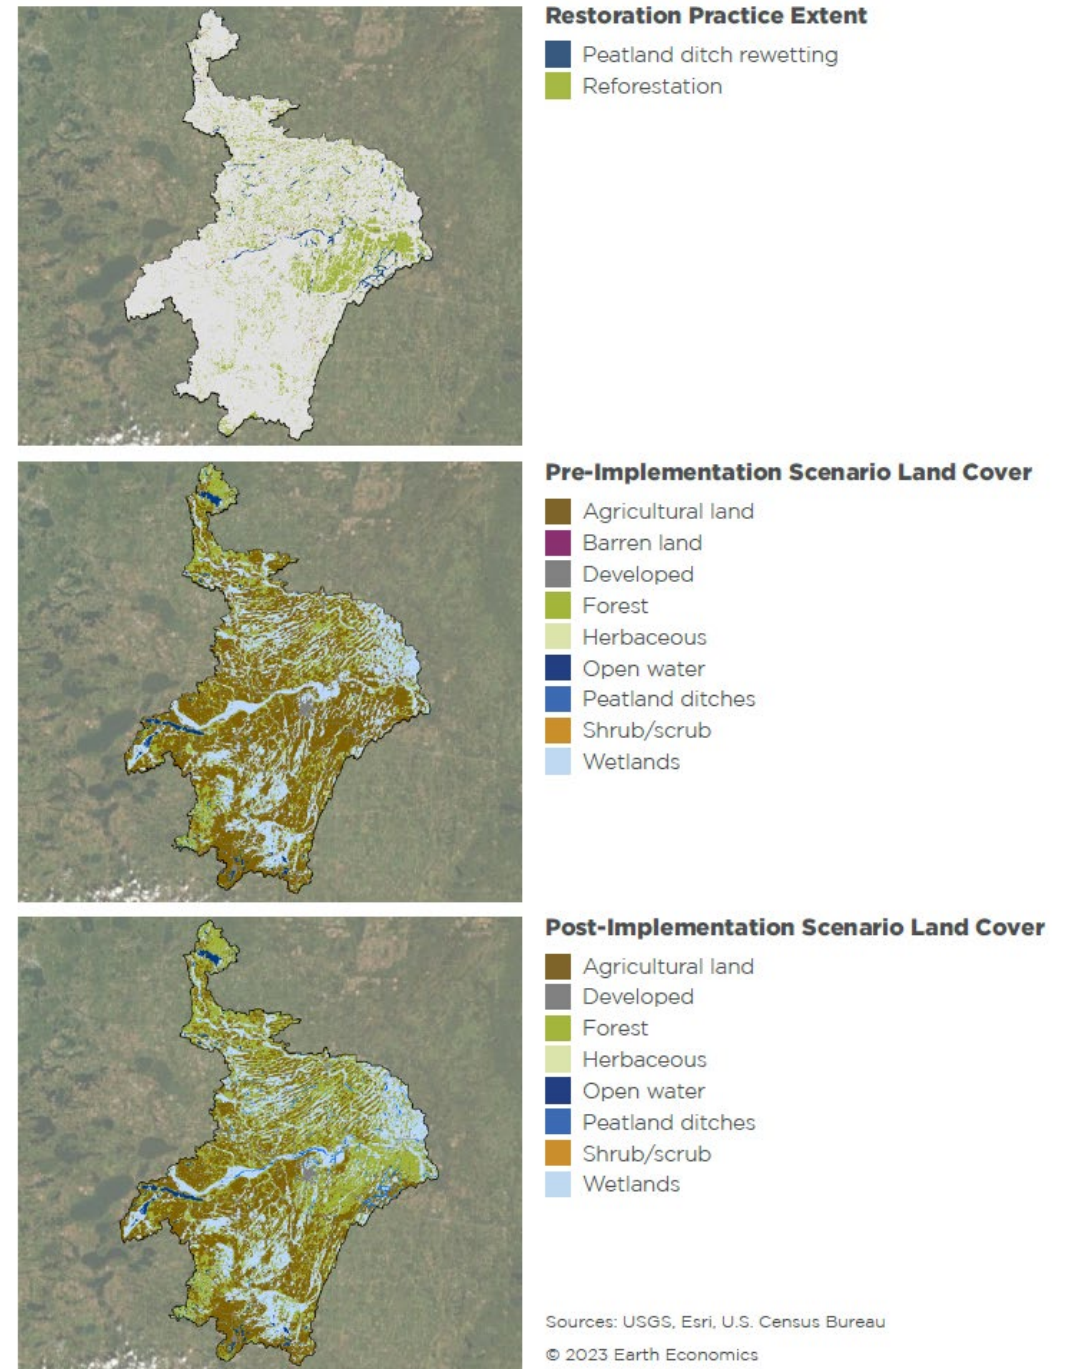 Restoration Practice Extent
Peatland ditch rewetting
Reforestation
Pre-Implementation Scenario Land Cover
Agricultural land
Barren land
Developed
Forest
Herbaceous
Open water
Peatland ditches
Shrub/scrub
Wetlands
Post-Implementation Scenario Land Cover
Agricultural land
Developed
Forest
Herbaceous
Open water
Peatland ditches
Shrub/scrub
Wetlands
Sources: USGS, Esri, U.S. Census Bureau
© 2023 Earth Economics